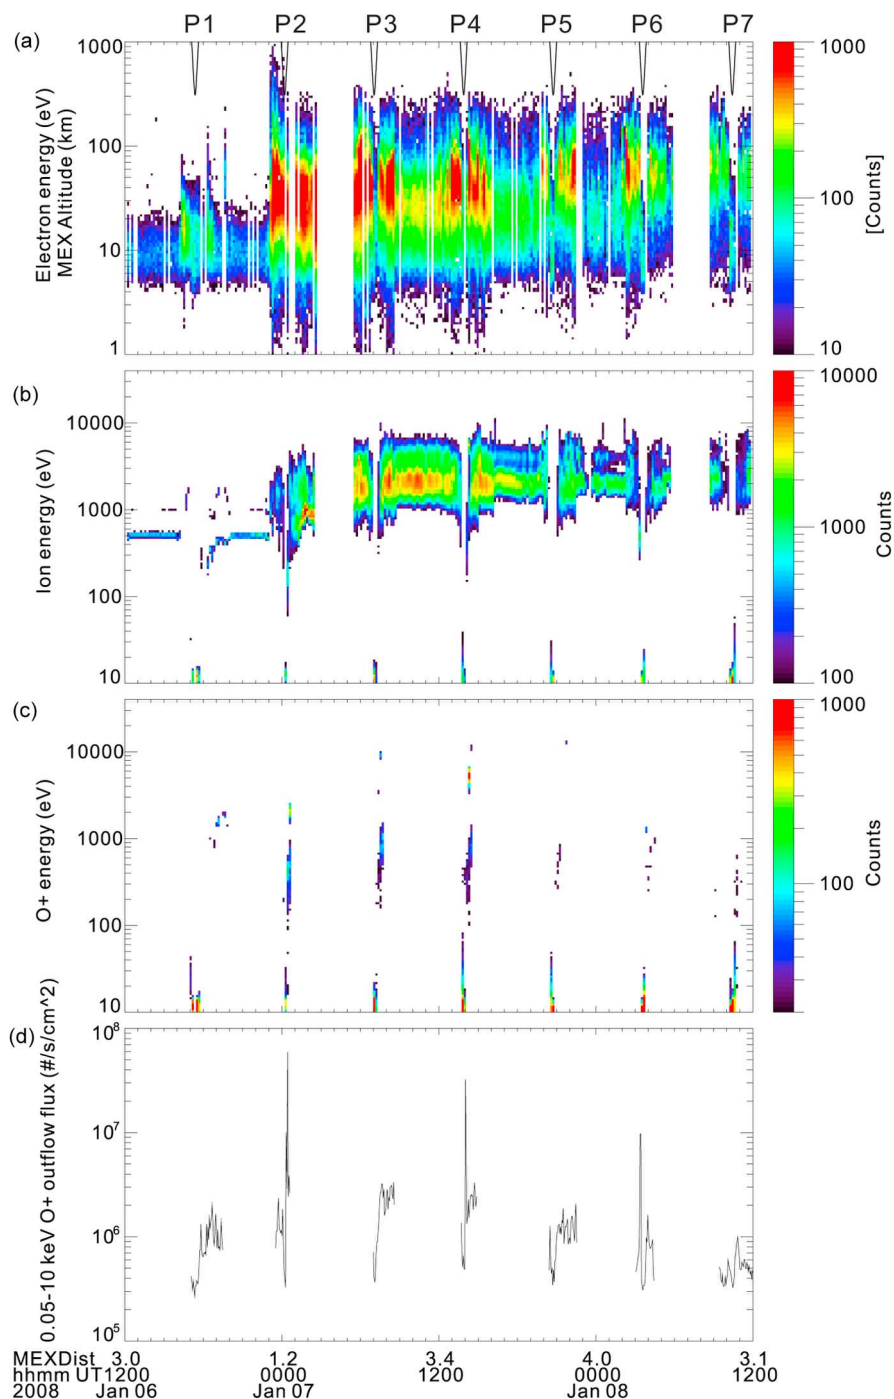 P1 P2 P3 P4 P5 P6 P7
(a)
Electron energy (eV)
MEX Altitude (km)
1000
100
10
1
1000
100
10
[Counts]
(b)
Ion energy (eV)
10000
1000
100
10
10000
1000
100
Counts
(c)
O+ energy (eV)
10000
1000
100
10
1000
100
Counts
(d)
0.05-10 keV O+ outflow flux (#/s/cm^2)
10^8
10^7
10^6
10^5
MEXDist 3.0 1.2 3.4 4.0 3.1
hhmm UT1200 0000 1200 0000 1200
2008 Jan 06 Jan 07 Jan 08